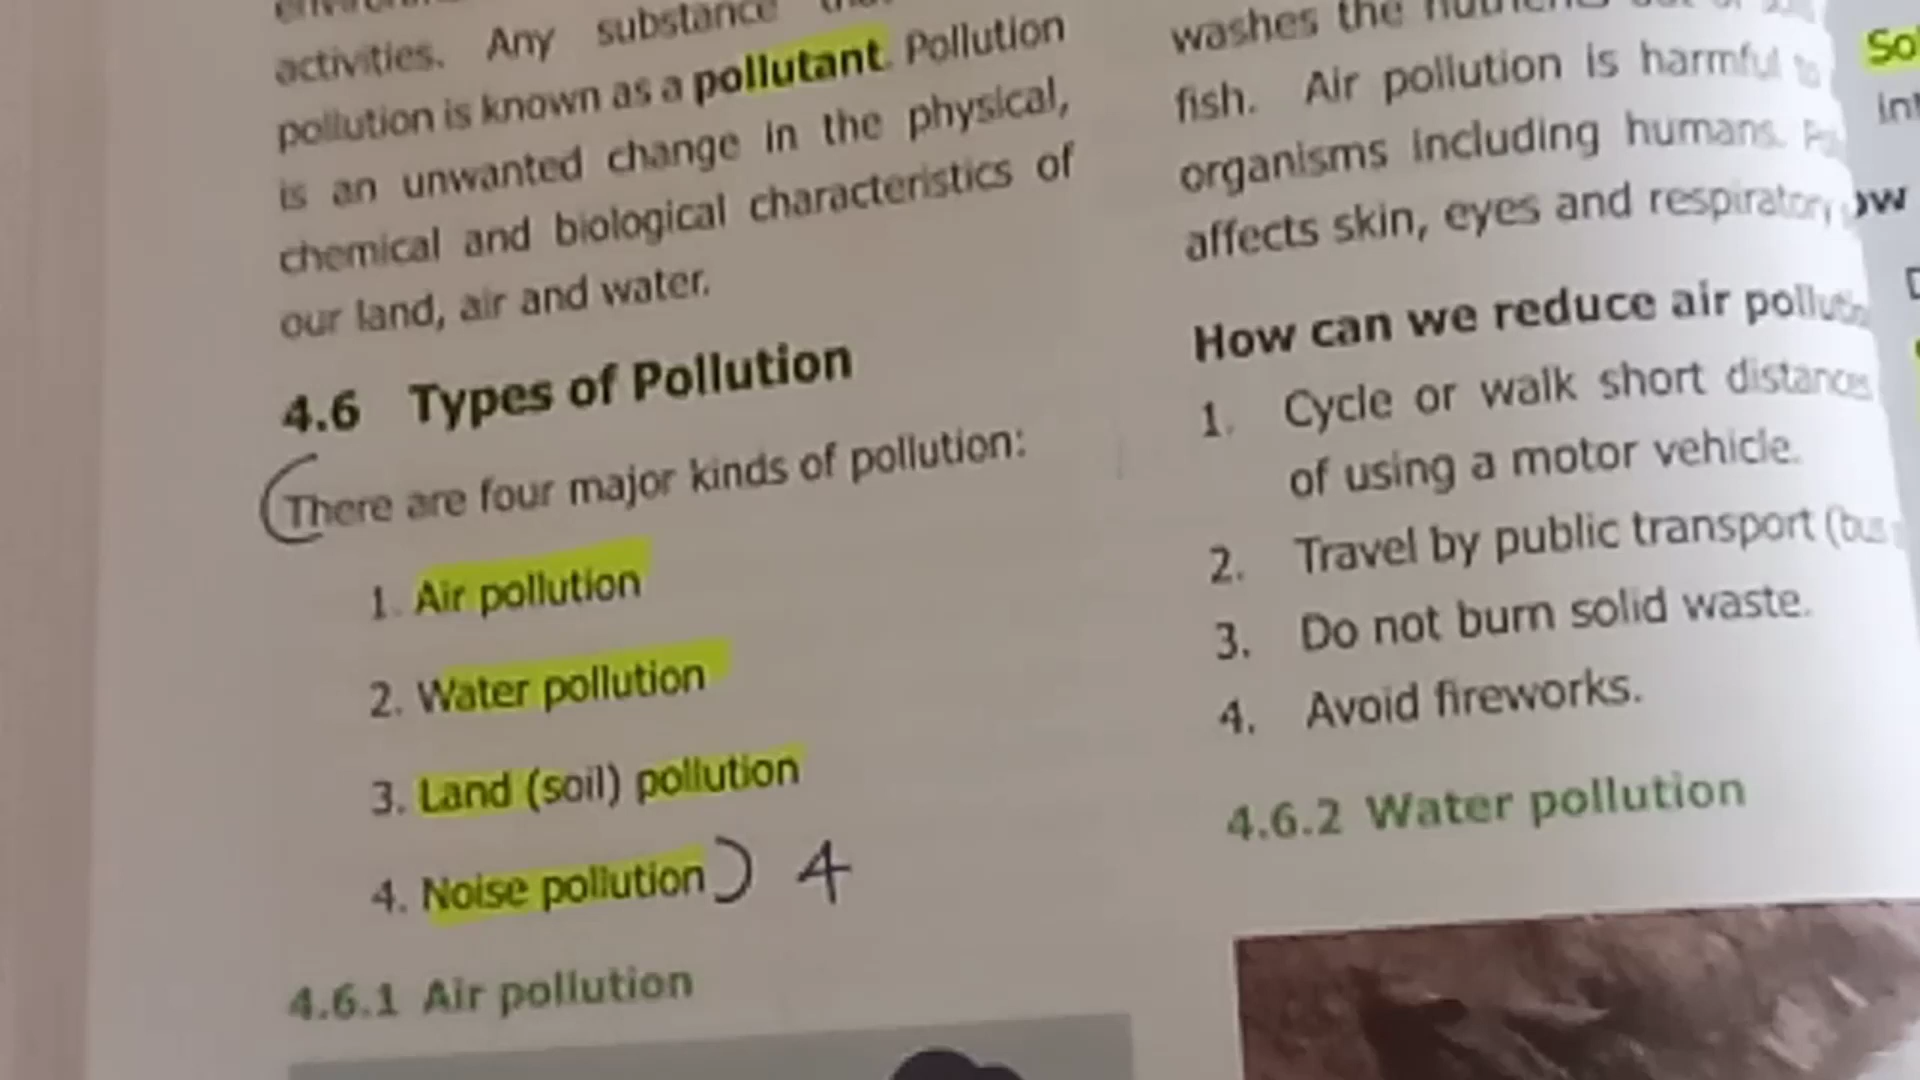 activities. Any substance
pollution is known as a pollutant. Pollution
is an unwanted change in the physical,
chemical and biological characteristics of
our land, air and water.
4.6 Types of Pollution
There are four major kinds of pollution:
1. Air pollution
2. Water pollution
3. Land (soil) pollution
4. Noise pollution) 4
4.6.1 Air pollution
washes the
fish. Air pollution is harmful to
organisms including humans.
affects skin, eyes and respiratory
How can we reduce air pollution
1. Cycle or walk short distances
of using a motor vehicle.
2. Travel by public transport (bus
3. Do not burn solid waste.
4. Avoid fireworks.
4.6.2 Water pollution